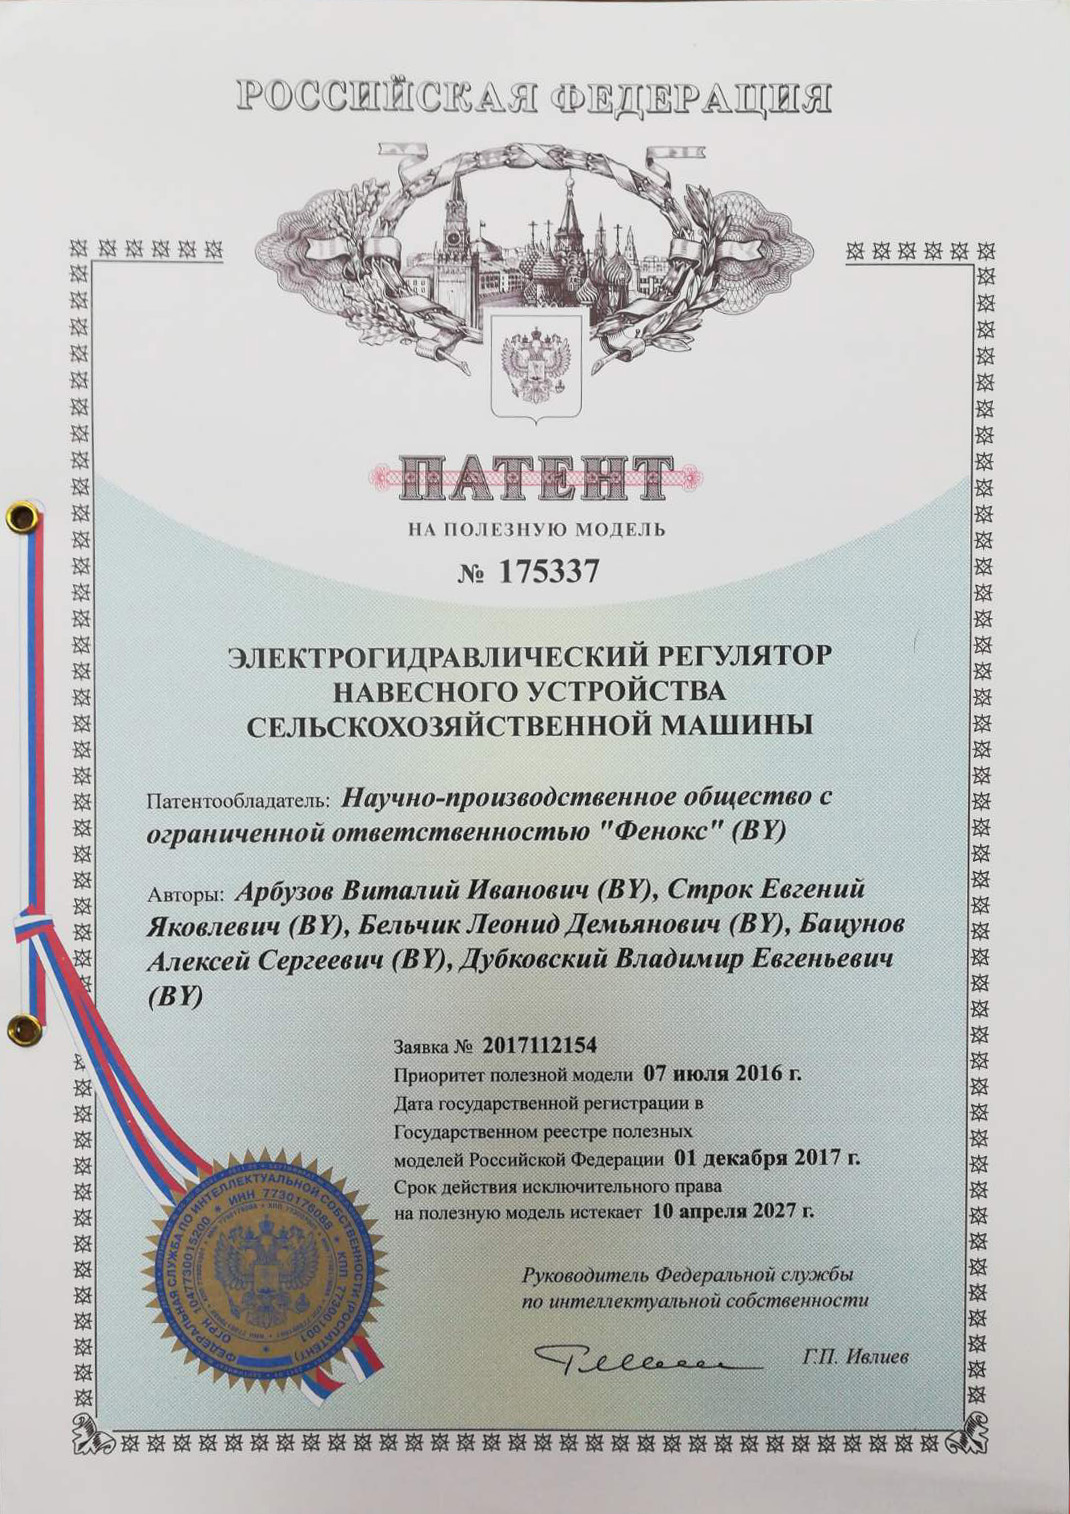 РОССИЙСКАЯ ФЕДЕРАЦИЯ
ПАТЕНТ
НА ПОЛЕЗНУЮ МОДЕЛЬ
№ 175337
ЭЛЕКТРОГИДРАВЛИЧЕСКИЙ РЕГУЛЯТОР
НАВЕСНОГО УСТРОЙСТВА
СЕЛЬСКОХОЗЯЙСТВЕННОЙ МАШИНЫ
Патентообладатель: Научно-производственное общество с
ограниченной ответственностью "Фенокс" (BY)
Авторы: Арбузов Виталий Иванович (BY), Строк Евгений
Яковлевич (BY), Бельчик Леонид Демьянович (BY), Бацунов
Алексей Сергеевич (BY), Дубковский Владимир Евгеньевич
(BY)
Заявка № 2017112154
Приоритет полезной модели 07 июля 2016 г.
Дата государственной регистрации в
Государственном реестре полезных
моделей Российской Федерации 01 декабря 2017 г.
Срок действия исключительного права
на полезную модель истекает 10 апреля 2027 г.
Руководитель Федеральной службы
по интеллектуальной собственности
Г.П. Ивлиев
ФЕДЕРАЛЬНАЯ СЛУЖБА ПО ИНТЕЛЛЕКТУАЛЬНОЙ СОБСТВЕННОСТИ (РОСПАТЕНТ)
ОГРН 1047730015200 * ИНН 7730176088 * КПП 773001001